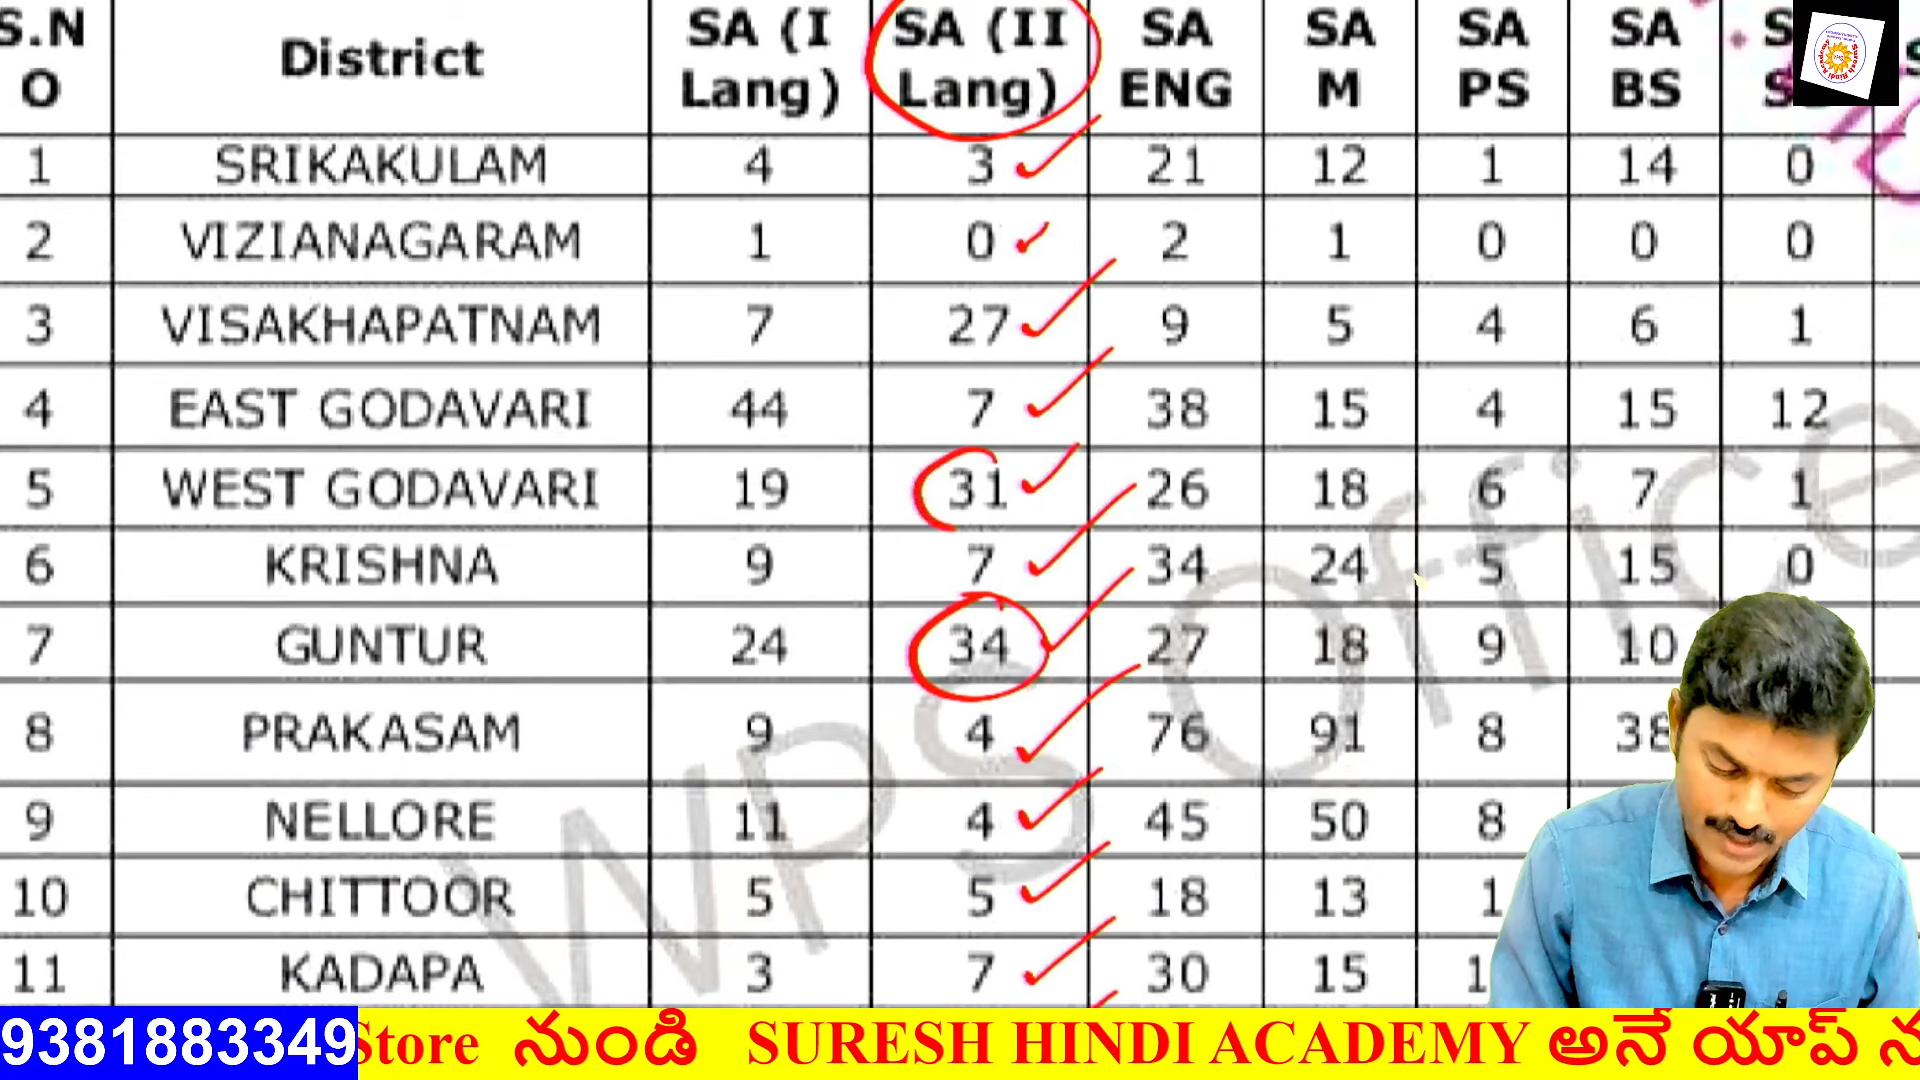 S.N O District SA (I Lang) SA (II Lang) SA ENG SA M SA PS SA BS
1 SRIKAKULAM 4 3 21 12 1 14 0
2 VIZIANAGARAM 1 0 2 1 0 0 0
3 VISAKHAPATNAM 7 27 9 5 4 6 1
4 EAST GODAVARI 44 7 38 15 4 15 12
5 WEST GODAVARI 19 31 26 18 6 7 1
6 KRISHNA 9 7 34 24 5 15 0
7 GUNTUR 24 34 27 18 9 10
8 PRAKASAM 9 4 76 91 8 38
9 NELLORE 11 4 45 50 8
10 CHITTOOR 5 5 18 13 1
11 KADAPA 3 7 30 15 1
WPS Office
9381883349 Store నుండి SURESH HINDI ACADEMY అనే యాప్ న